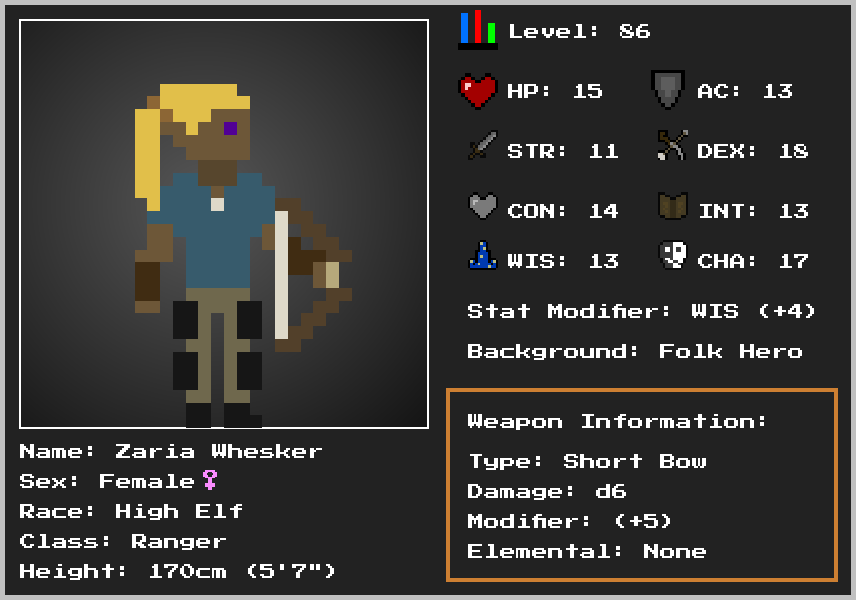 Level: 86
HP: 15 AC: 13
STR: 11 DEX: 18
CON: 14 INT: 13
WIS: 13 CHA: 17
Stat Modifier: WIS (+4)
Background: Folk Hero
Weapon Information:
Type: Short Bow
Damage: d6
Modifier: (+5)
Elemental: None
Name: Zaria Whesker
Sex: Female♀
Race: High Elf
Class: Ranger
Height: 170cm (5'7")